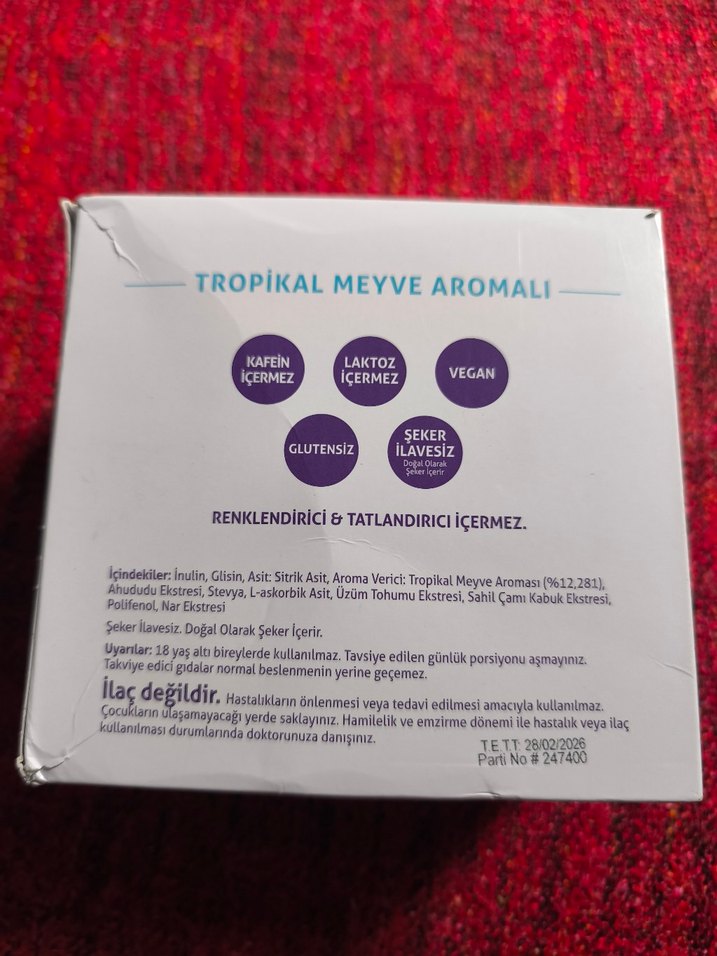 TROPİKAL MEYVE AROMALI
KAFEİN
İÇERMEZ
LAKTOZ
İÇERMEZ
VEGAN
GLUTENSİZ
ŞEKER
İLAVESİZ
Doğal Olarak
Şeker İçerir
RENKLENDİRİCİ & TATLANDIRICI İÇERMEZ.
İçindekiler: İnulin, Glisin, Asit: Sitrik Asit, Aroma Verici: Tropikal Meyve Aroması (%12,281),
Ahududu Ekstresi, Stevya, L-askorbik Asit, Üzüm Tohumu Ekstresi, Sahil Çamı Kabuk Ekstresi,
Polifenol, Nar Ekstresi
Şeker İlavesiz. Doğal Olarak Şeker İçerir.
Uyarılar: 18 yaş altı bireylerde kullanılmaz. Tavsiye edilen günlük porsiyonu aşmayınız.
Takviye edici gıdalar normal beslenmenin yerine geçemez.
İlaç değildir. Hastalıkların önlenmesi veya tedavi edilmesi amacıyla kullanılmaz.
Çocukların ulaşamayacağı yerde saklayınız. Hamilelik ve emzirme dönemi ile hastalık veya ilaç
kullanılması durumlarında doktorunuza danışınız.
T.E.T.T: 28/02/2026
Parti No # 247400